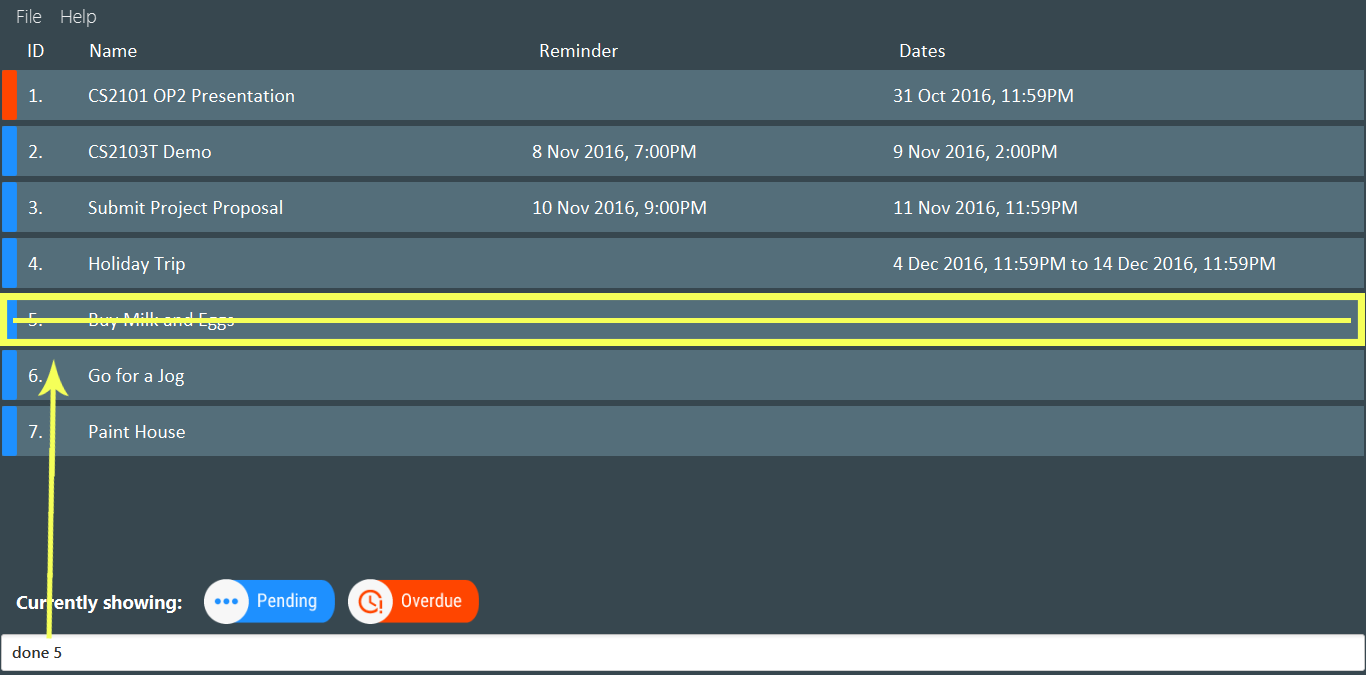 File Help
ID Name Reminder Dates
1. CS2101 OP2 Presentation 31 Oct 2016, 11:59PM
2. CS2103T Demo 8 Nov 2016, 7:00PM 9 Nov 2016, 2:00PM
3. Submit Project Proposal 10 Nov 2016, 9:00PM 11 Nov 2016, 11:59PM
4. Holiday Trip 4 Dec 2016, 11:59PM to 14 Dec 2016, 11:59PM
5. Buy Milk and Eggs
6. Go for a Jog
7. Paint House
Currently showing: Pending Overdue
done 5